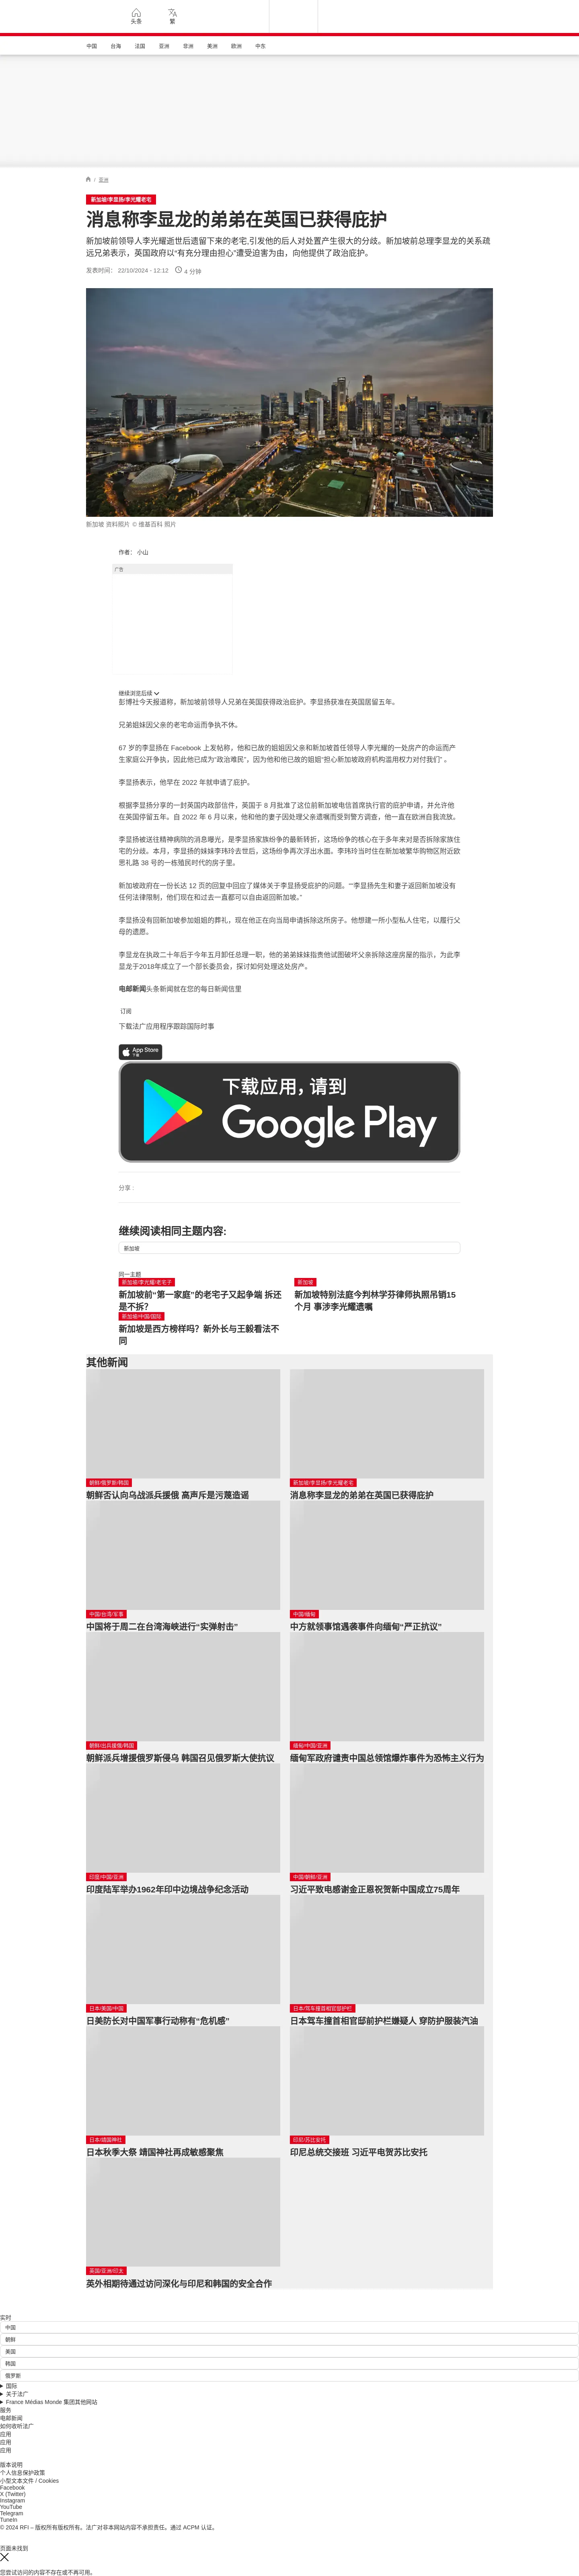 头条
繁
中国
台海
法国
亚洲
非洲
美洲
欧洲
中东
/ 亚洲
新加坡/李显扬/李光耀老宅
消息称李显龙的弟弟在英国已获得庇护
新加坡前领导人李光耀逝世后遗留下来的老宅,引发他的后人对处置产生很大的分歧。新加坡前总理李显龙的关系疏
远兄弟表示，英国政府以“有充分理由担心”遭受迫害为由，向他提供了政治庇护。
发表时间： 22/10/2024 - 12:12
4 分钟
新加坡 资料照片 © 维基百科 照片
作者： 小山
广告
继续浏览后续
彭博社今天报道称，新加坡前领导人兄弟在英国获得政治庇护。李显扬获准在英国居留五年。
兄弟姐妹因父亲的老宅命运而争执不休。
67 岁的李显扬在 Facebook 上发帖称，他和已故的姐姐因父亲和新加坡首任领导人李光耀的一处房产的命运而产
生家庭公开争执，因此他已成为“政治难民”，因为他和他已故的姐姐“担心新加坡政府机构滥用权力对付我们” 。
李显扬表示，他早在 2022 年就申请了庇护。
根据李显扬分享的一封英国内政部信件，英国于 8 月批准了这位前新加坡电信首席执行官的庇护申请，并允许他
在英国停留五年。自 2022 年 6 月以来，他和他的妻子因处理父亲遗嘱而受到警方调查，他一直在欧洲自我流放。
李显扬被送往精神病院的消息曝光，是李显扬家族纷争的最新转折，这场纷争的核心在于多年来对是否拆除家族住
宅的分歧。本月，李显扬的妹妹李玮玲去世后，这场纷争再次浮出水面。李玮玲当时住在新加坡繁华购物区附近欧
思礼路 38 号的一栋殖民时代的房子里。
新加坡政府在一份长达 12 页的回复中回应了媒体关于李显扬受庇护的问题。“”李显扬先生和妻子返回新加坡没有
任何法律限制，他们现在和过去一直都可以自由返回新加坡。”
李显扬没有回新加坡参加姐姐的葬礼，现在他正在向当局申请拆除这所房子。他想建一所小型私人住宅，以履行父
母的遗愿。
李显龙在执政二十年后于今年五月卸任总理一职，他的弟弟妹妹指责他试图破坏父亲拆除这座房屋的指示，为此李
显龙于2018年成立了一个部长委员会，探讨如何处理这处房产。
电邮新闻头条新闻就在您的每日新闻信里
订阅
下载法广应用程序跟踪国际时事
App Store
下载
下载应用，请到
Google Play
分享 :
继续阅读相同主题内容:
新加坡
同一主题
新加坡/李光耀/老宅子
新加坡前“第一家庭”的老宅子又起争端 拆还
是不拆？
新加坡
新加坡特别法庭今判林学芬律师执照吊销15
个月 事涉李光耀遗嘱
新加坡/中国/国际
新加坡是西方榜样吗？新外长与王毅看法不
同
其他新闻
朝鲜/俄罗斯/韩国
朝鲜否认向乌战派兵援俄 高声斥是污蔑造谣
新加坡/李显扬/李光耀老宅
消息称李显龙的弟弟在英国已获得庇护
中国/台湾/军事
中国将于周二在台湾海峡进行“实弹射击”
中国/缅甸
中方就领事馆遇袭事件向缅甸“严正抗议”
朝鲜/出兵援俄/韩国
朝鲜派兵增援俄罗斯侵乌 韩国召见俄罗斯大使抗议
缅甸/中国/亚洲
缅甸军政府谴责中国总领馆爆炸事件为恐怖主义行为
印度/中国/亚洲
印度陆军举办1962年印中边境战争纪念活动
中国/朝鲜/亚洲
习近平致电感谢金正恩祝贺新中国成立75周年
日本/美国/中国
日美防长对中国军事行动称有“危机感”
日本/驾车撞首相官邸护栏
日本驾车撞首相官邸前护栏嫌疑人 穿防护服装汽油
日本/靖国神社
日本秋季大祭 靖国神社再成敏感聚焦
印尼/苏比安托
印尼总统交接班 习近平电贺苏比安托
英国/亚洲/印太
英外相期待通过访问深化与印尼和韩国的安全合作
实时
中国
朝鲜
美国
韩国
俄罗斯
国际
关于法广
France Médias Monde 集团其他网站
服务
电邮新闻
如何收听法广
应用
应用
应用
版本说明
个人信息保护政策
小型文本文件 / Cookies
Facebook
X (Twitter)
Instagram
YouTube
Telegram
TuneIn
© 2024 RFI – 版权所有版权所有。法广对非本网站内容不承担责任。通过 ACPM 认证。
页面未找到
您尝试访问的内容不存在或不再可用。